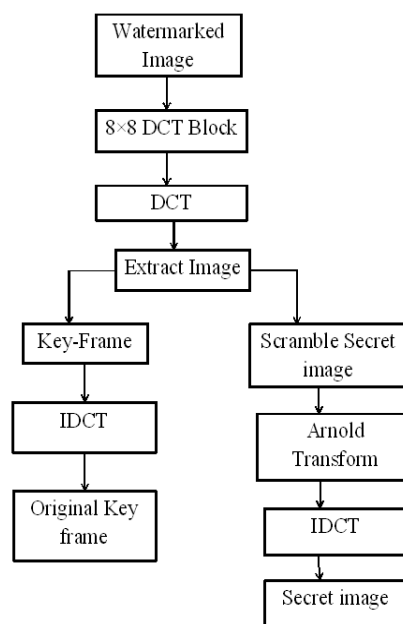 Watermarked
Image
8×8 DCT Block
DCT
Extract Image
Key-Frame
IDCT
Original Key
frame
Scramble Secret
image
Arnold
Transform
IDCT
Secret image